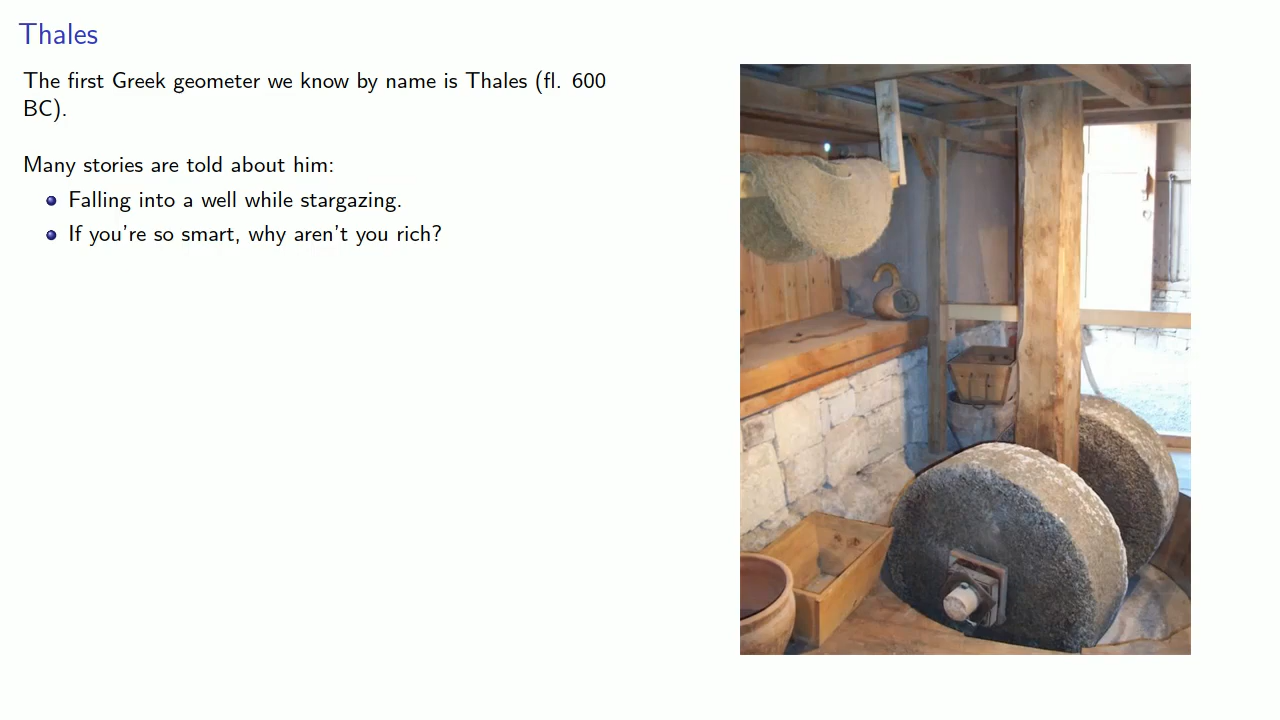 Thales
The first Greek geometer we know by name is Thales (fl. 600
BC).
Many stories are told about him:
Falling into a well while stargazing.
If you're so smart, why aren't you rich?